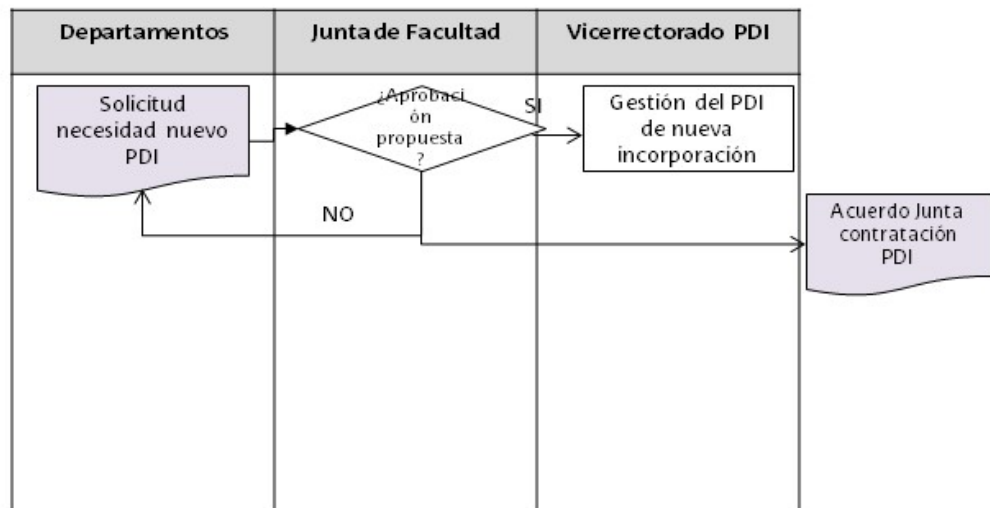 Departamentos
Junta de Facultad
Vicerrectorado PDI
Solicitud
necesidad nuevo
PDI
¿Aprobaci
ón
propuesta
?
SI
Gestión del PDI
de nueva
incorporación
NO
Acuerdo Junta
contratación
PDI